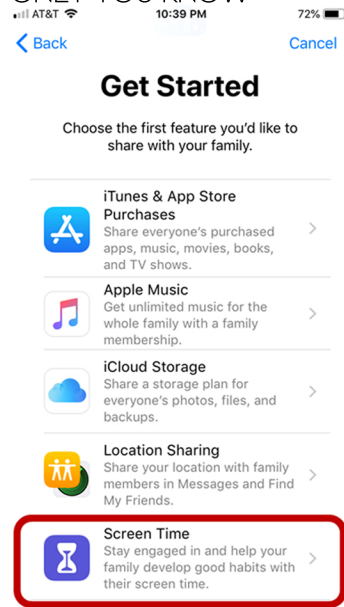 ONLY YOU KNOW
AT&T 10:39 PM 72%
Back Cancel
Get Started
Choose the first feature you'd like to
share with your family.
iTunes & App Store
Purchases
Share everyone's purchased
apps, music, movies, books,
and TV shows.
Apple Music
Get unlimited music for the
whole family with a family
membership.
iCloud Storage
Share a storage plan for
everyone's photos, files, and
backups.
Location Sharing
Share your location with family
members in Messages and Find
My Friends.
Screen Time
Stay engaged in and help your
family develop good habits with
their screen time.